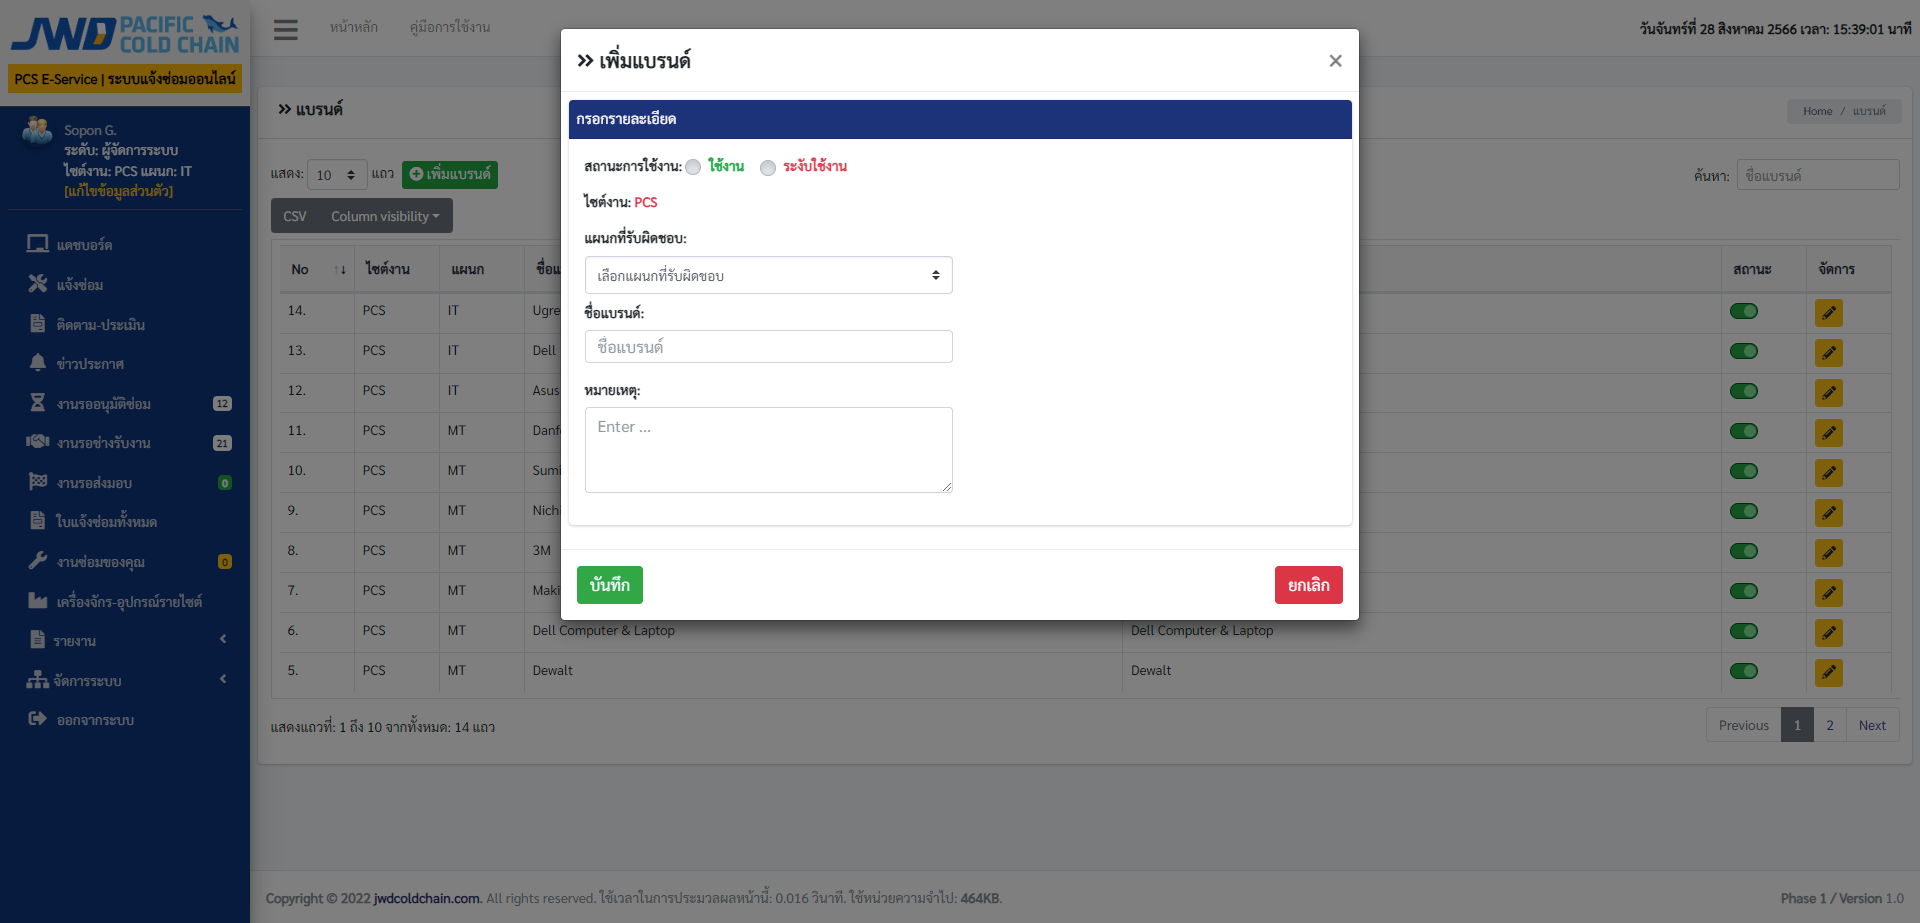 JWD PACIFIC COLD CHAIN
PCS E-Service | ระบบแจ้งซ่อมออนไลน์
Sopon G.
ระดับ: ผู้จัดการระบบ
ไซต์งาน: PCS แผนก: IT
[แก้ไขข้อมูลส่วนตัว]
แดชบอร์ด
แจ้งซ่อม
ติดตาม-ประเมิน
ข่าวประกาศ
งานรออนุมัติซ่อม 12
งานรอช่างรับงาน 21
งานรอส่งมอบ 0
ใบแจ้งซ่อมทั้งหมด
งานซ่อมของคุณ 0
เครื่องจักร-อุปกรณ์รายไซต์
รายงาน
จัดการระบบ
ออกจากระบบ
หน้าหลัก คู่มือการใช้งาน
วันจันทร์ที่ 28 สิงหาคม 2566 เวลา: 15:39:01 นาที
แบรนด์
Home / แบรนด์
แสดง: 10 แถว เพิ่มแบรนด์
ค้นหา: ชื่อแบรนด์
CSV Column visibility
No ไซต์งาน แผนก สถานะ จัดการ
14. PCS IT
13. PCS IT Dell
12. PCS IT Asus
11. PCS MT
10. PCS MT
9. PCS MT
8. PCS MT 3M
7. PCS MT
6. PCS MT Dell Computer & Laptop Dell Computer & Laptop
5. PCS MT Dewalt Dewalt
แสดงแถวที่: 1 ถึง 10 จากทั้งหมด: 14 แถว
Previous 1 2 Next
เพิ่มแบรนด์ ×
กรอกรายละเอียด
สถานะการใช้งาน: ใช้งาน ระงับใช้งาน
ไซต์งาน: PCS
แผนกที่รับผิดชอบ:
เลือกแผนกที่รับผิดชอบ
ชื่อแบรนด์:
ชื่อแบรนด์
หมายเหตุ:
Enter ...
บันทึก ยกเลิก
Copyright © 2022 jwdcoldchain.com. All rights reserved. ใช้เวลาในการประมวลผลหน้านี้: 0.016 วินาที. ใช้หน่วยความจำไป: 464KB.
Phase 1 / Version 1.0